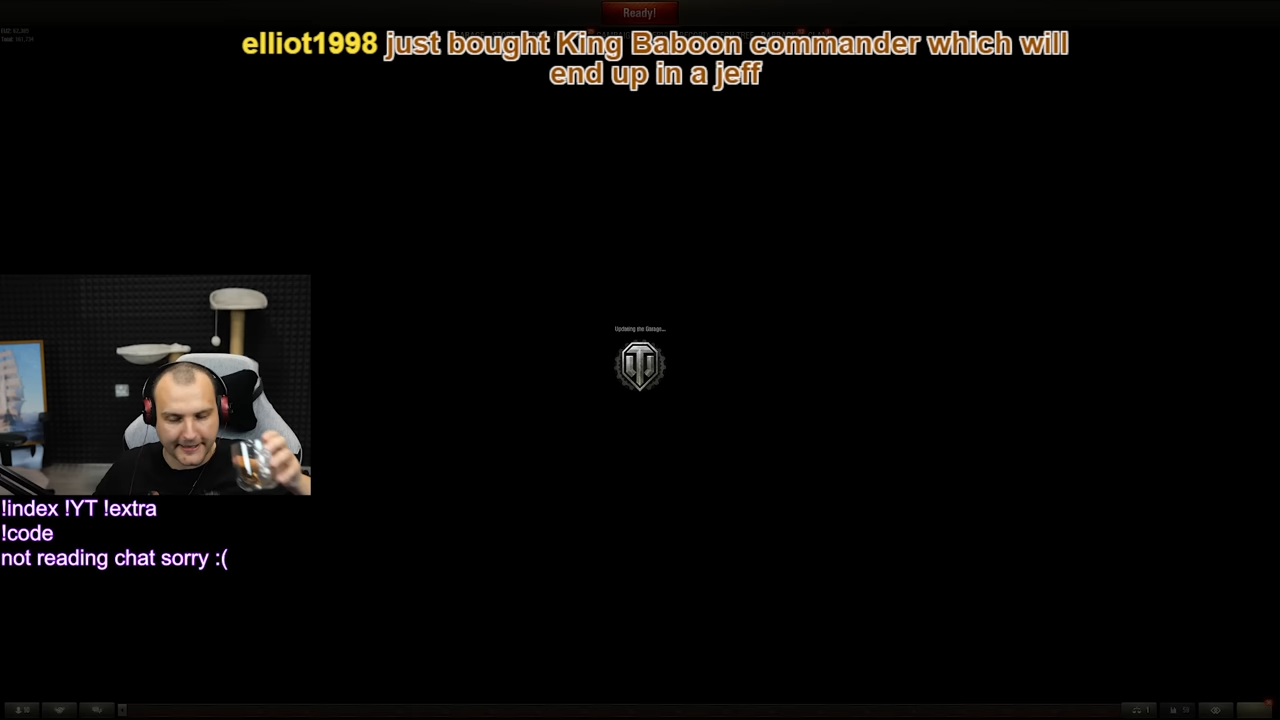 Ready!
elliot1998 just bought King Baboon commander which will
end up in a jeff
Updating the Garage...
!index !YT !extra
!code
not reading chat sorry :(